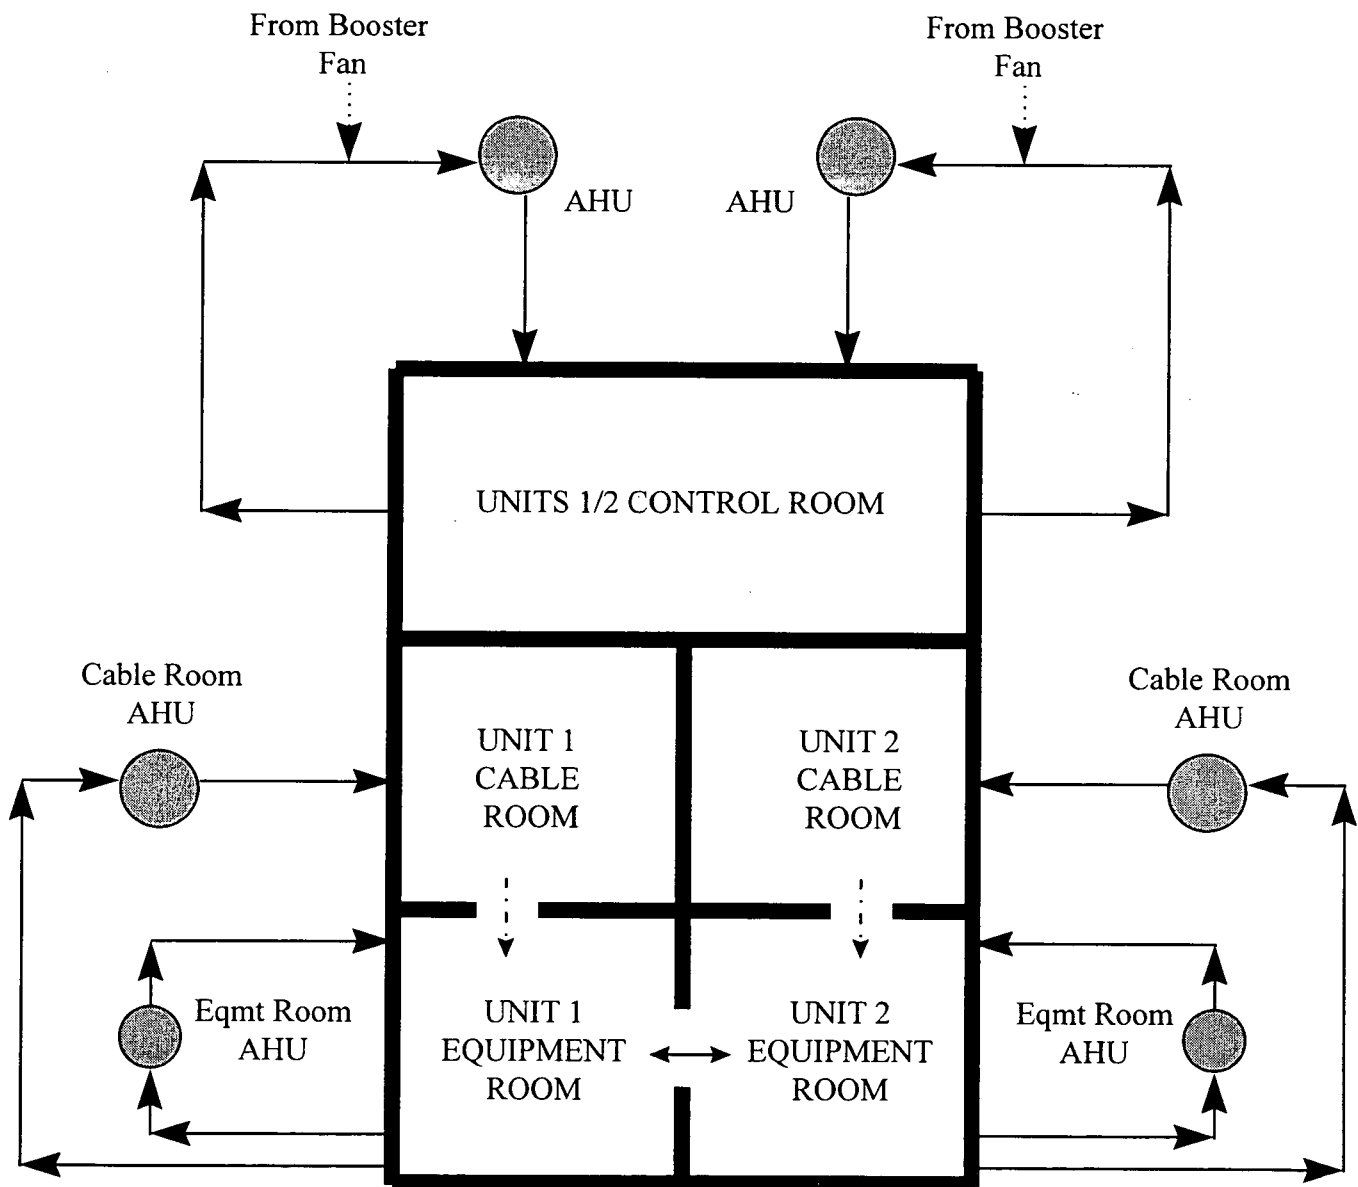 From Booster
Fan
From Booster
Fan
AHU
AHU
UNITS 1/2 CONTROL ROOM
Cable Room
AHU
Cable Room
AHU
UNIT 1
CABLE
ROOM
UNIT 2
CABLE
ROOM
Eqmt Room
AHU
UNIT 1
EQUIPMENT
ROOM
UNIT 2
EQUIPMENT
ROOM
Eqmt Room
AHU